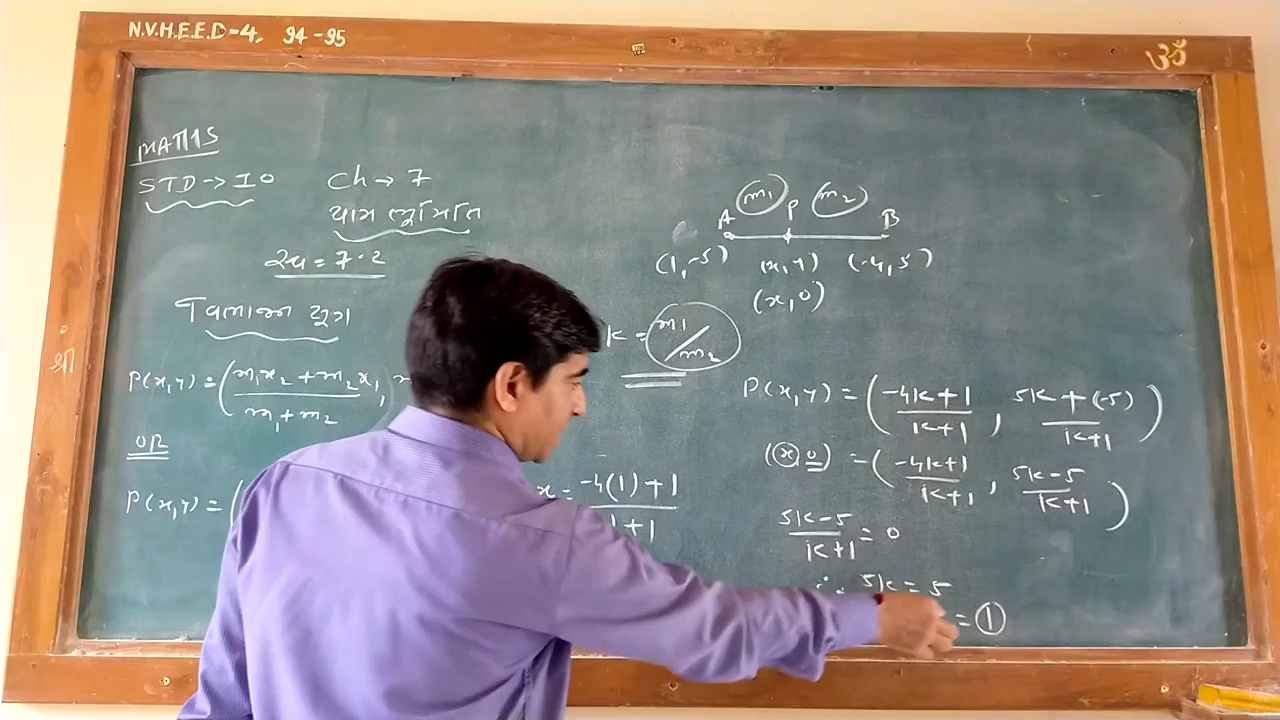 N.V.H.E.E.D-4, 94-95
ૐ
શ્રી
MATHS
STD → 10
Ch → 7
યામ ભૂમિતિ
સ્વા = 7.2
વિભાજન સૂત્ર
P(x,y) = (m₁x₂ + m₂x₁ / m₁ + m₂,
OR
P(x,y) = (
K = m₁/m₂
x = -4(1)+1 / 1+1
m₁ m₂
A P B
(1,-5) (x,y) (-4,5)
(x,0)
P(x,y) = (-4k+1 / k+1, 5k+(-5) / k+1)
(x,0) = (-4k+1 / k+1, 5k-5 / k+1)
5k-5 / k+1 = 0
∴ 5k = 5
= 1